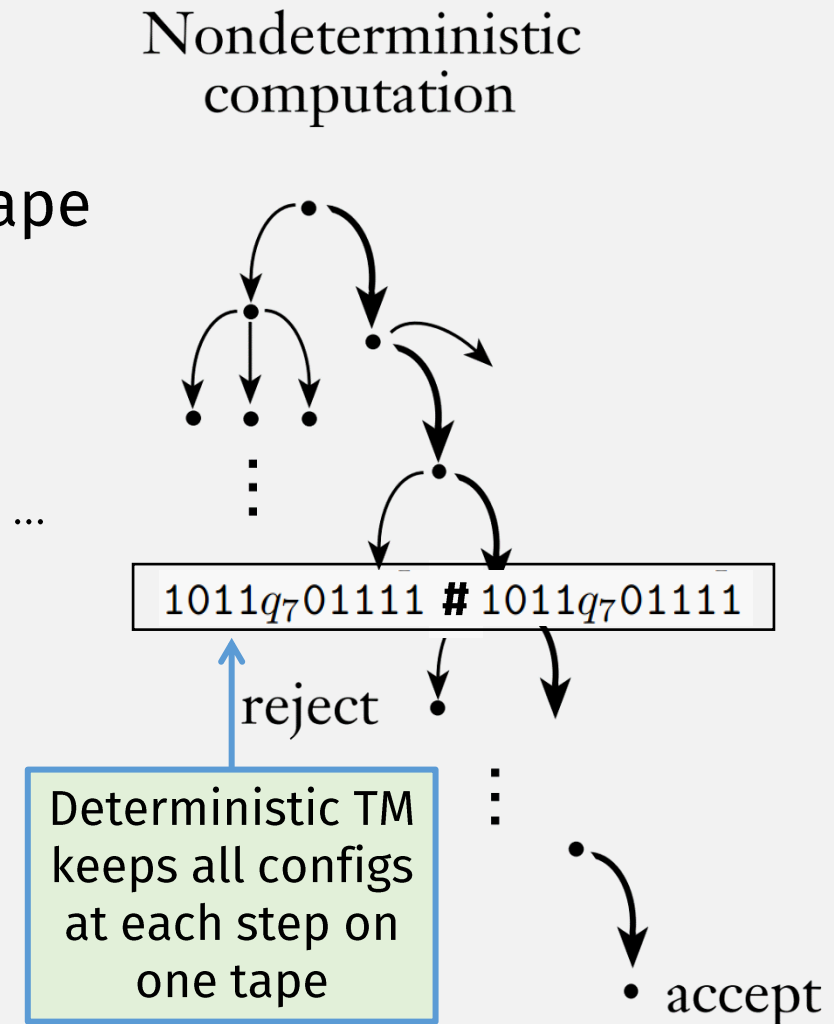 Nondeterministic
computation
ape
...
1011q₇01111 # 1011q₇01111
reject
Deterministic TM
keeps all configs
at each step on
one tape
accept